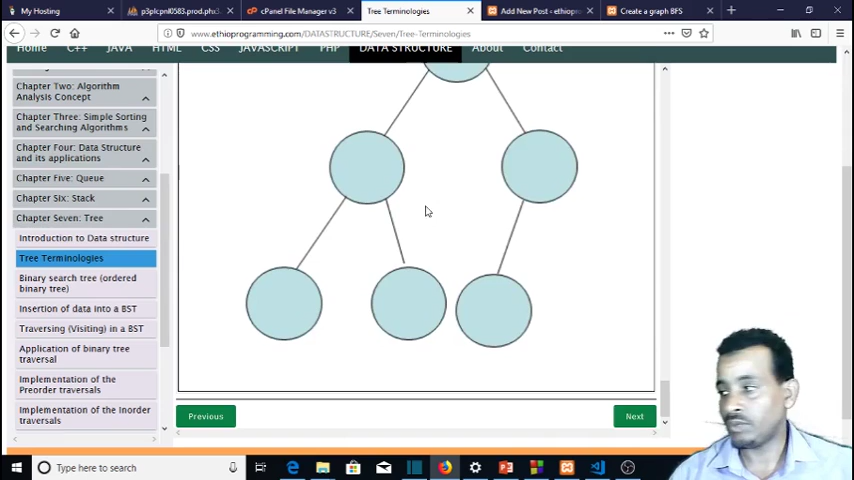 My Hosting
p3plcpnl0583.prod.ph
cPanel File Manager v3
Tree Terminologies
Add New Post - ethiopro
Create a graph BFS
www.ethioprogramming.com/DATASTRUCTURE/Seven/Tree-Terminologies
Home C++ JAVA HTML CSS JAVASCRIPT PHP DATA STRUCTURE About Contact
Chapter Two: Algorithm
Analysis Concept
Chapter Three: Simple Sorting
and Searching Algorithms
Chapter Four: Data Structure
and its applications
Chapter Five: Queue
Chapter Six: Stack
Chapter Seven: Tree
Introduction to Data structure
Tree Terminologies
Binary search tree (ordered
binary tree)
Insertion of data into a BST
Traversing (Visiting) in a BST
Application of binary tree
traversal
Implementation of the
Preorder traversals
Implementation of the Inorder
traversals
Previous
Next
Type here to search